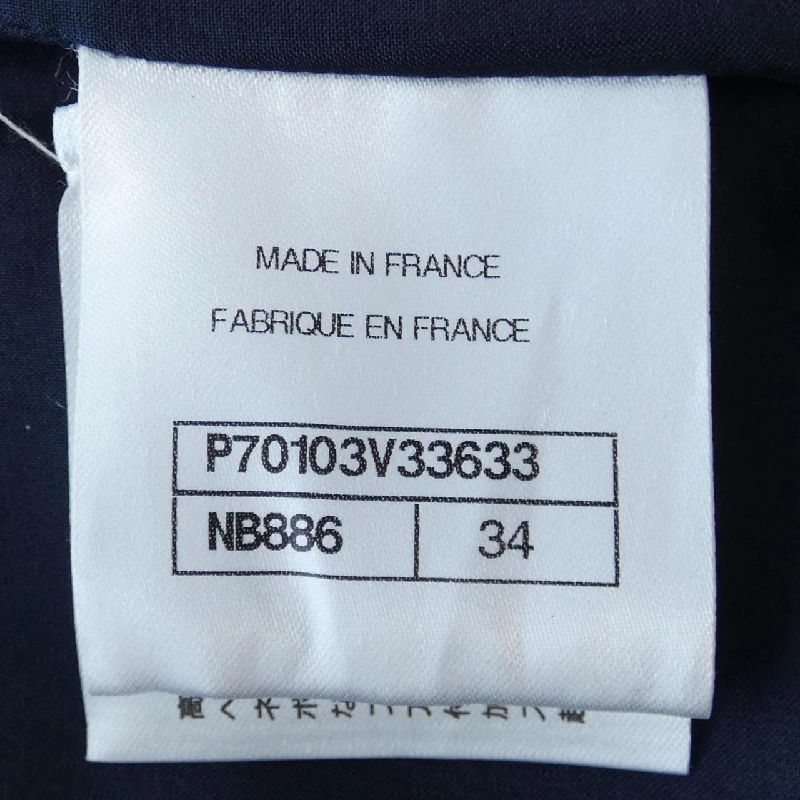 MADE IN FRANCE
FABRIQUE EN FRANCE
P70103V33633
NB886 34